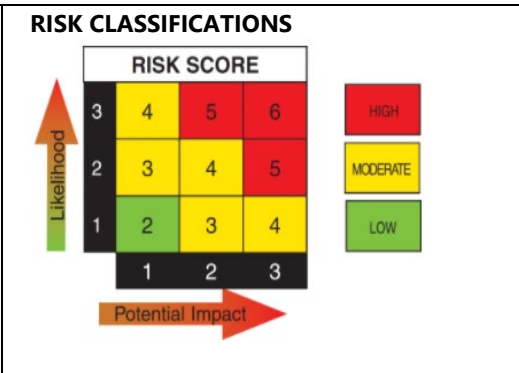 RISK CLASSIFICATIONS
RISK SCORE
3 4 5 6 HIGH
Likelihood
2 3 4 5 MODERATE
1 2 3 4 LOW
1 2 3
Potential Impact